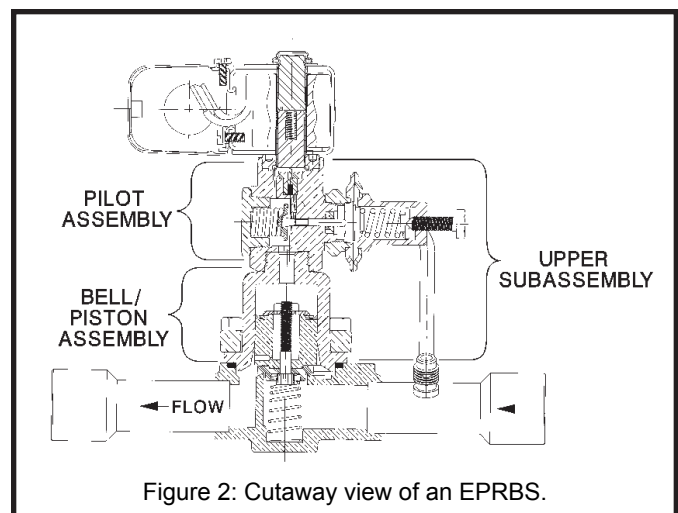 PILOT
ASSEMBLY
BELL/
PISTON
ASSEMBLY
UPPER
SUBASSEMBLY
FLOW
Figure 2: Cutaway view of an EPRBS.